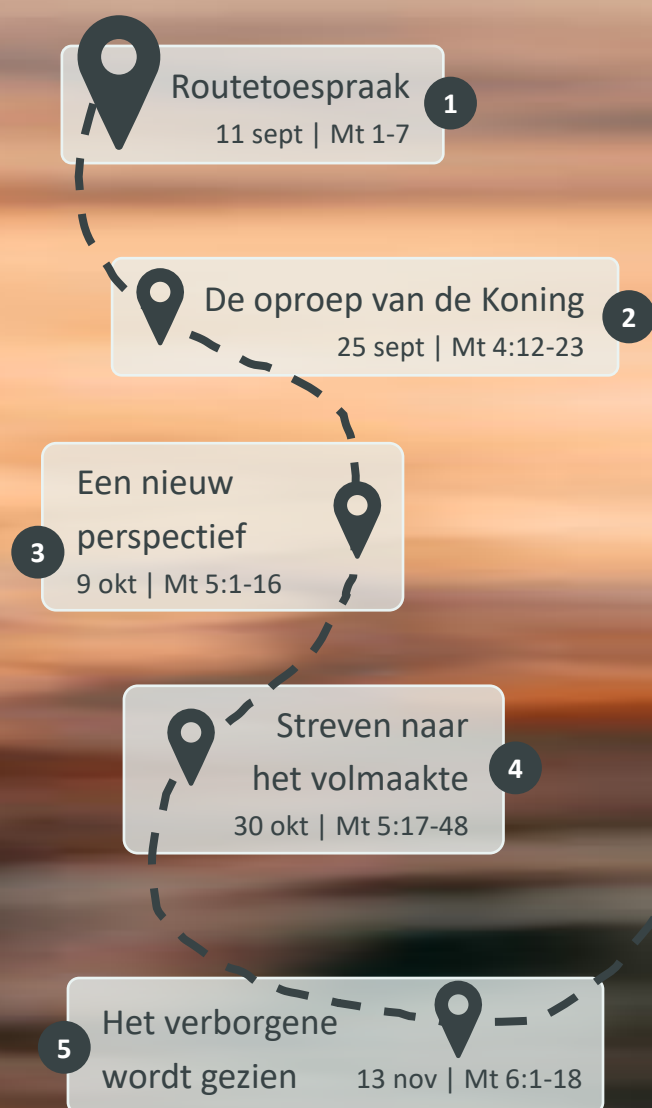 Routetoespraak
1
11 sept | Mt 1-7
De oproep van de Koning
2
25 sept | Mt 4:12-23
Een nieuw
perspectief
3
9 okt | Mt 5:1-16
Streven naar
het volmaakte
4
30 okt | Mt 5:17-48
Het verborgene
5
wordt gezien 13 nov | Mt 6:1-18